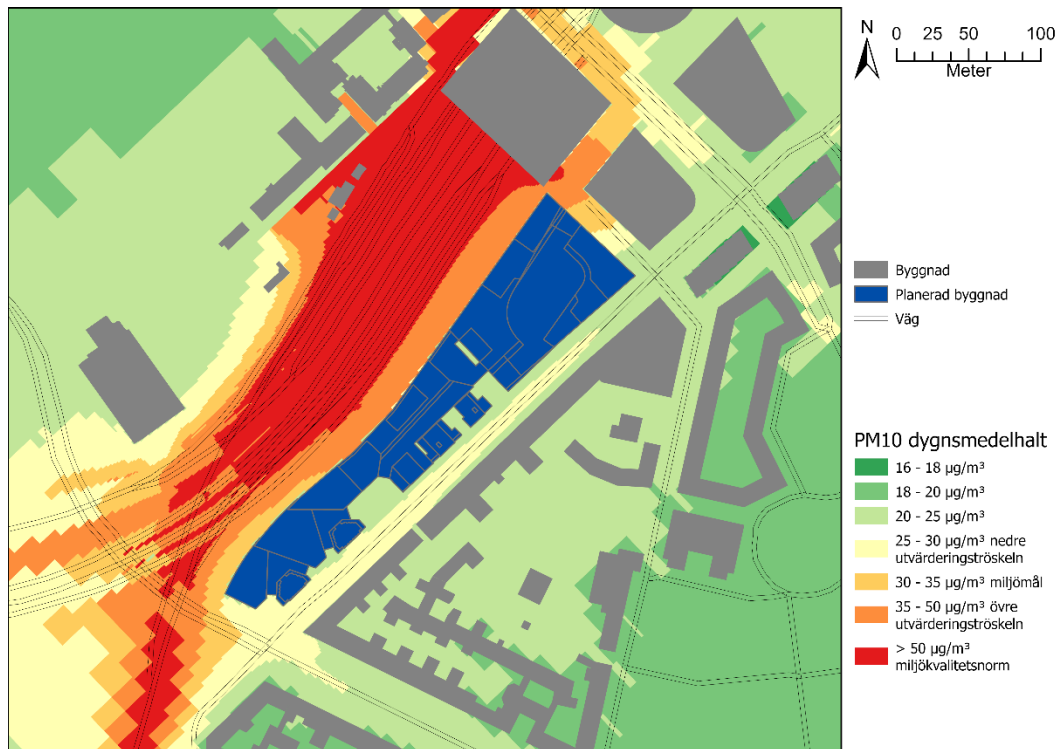 N
0 25 50 100
Meter
Byggnad
Planerad byggnad
Väg
PM10 dygnsmedelhalt
16 - 18 µg/m³
18 - 20 µg/m³
20 - 25 µg/m³
25 - 30 µg/m³ nedre
utvärderingströskeln
30 - 35 µg/m³ miljömål
35 - 50 µg/m³ övre
utvärderingströskeln
> 50 µg/m³
miljökvalitetsnorm